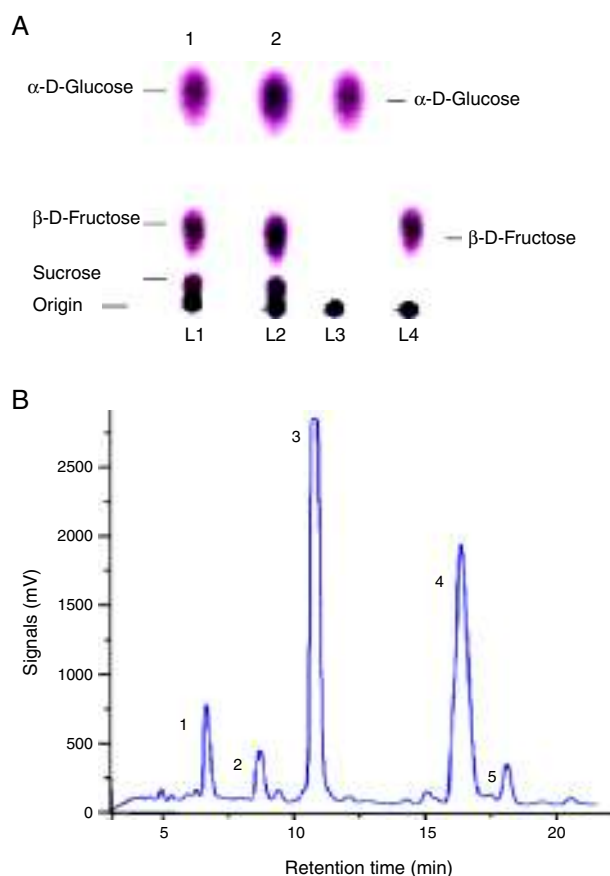 A
1 2
α-D-Glucose
α-D-Glucose
β-D-Fructose
β-D-Fructose
Sucrose
Origin
L1 L2 L3 L4
B
Signals (mV)
2500
2000
1500
1000
500
0
1
2
3
4
5
5 10 15 20
Retention time (min)